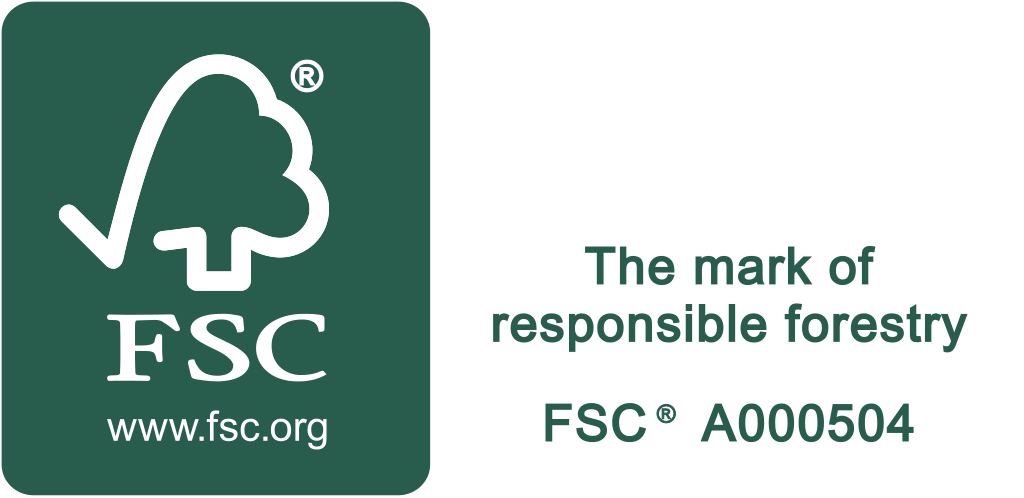 ®
FSC
www.fsc.org
The mark of
responsible forestry
FSC® A000504